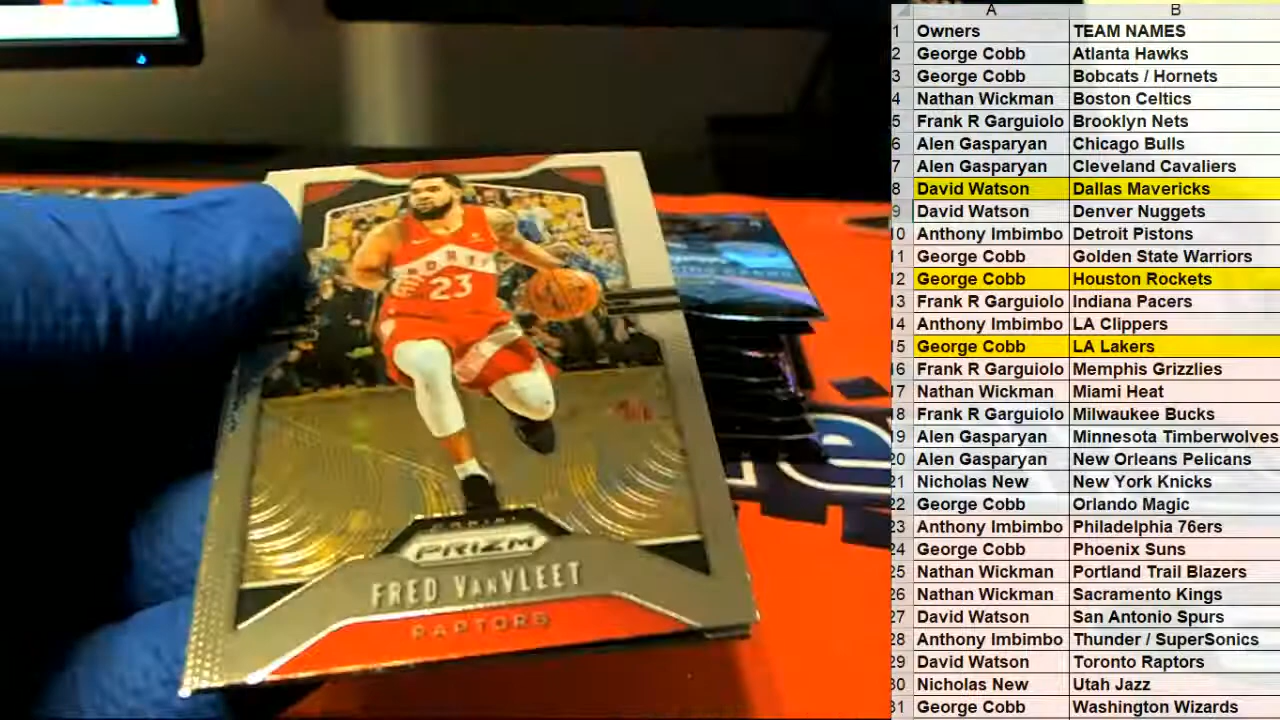 23
PANINI
PRIZM
FRED VANVLEET
RAPTORS
A B
1 Owners TEAM NAMES
2 George Cobb Atlanta Hawks
3 George Cobb Bobcats / Hornets
4 Nathan Wickman Boston Celtics
5 Frank R Garguiolo Brooklyn Nets
6 Alen Gasparyan Chicago Bulls
7 Alen Gasparyan Cleveland Cavaliers
8 David Watson Dallas Mavericks
9 David Watson Denver Nuggets
10 Anthony Imbimbo Detroit Pistons
11 George Cobb Golden State Warriors
12 George Cobb Houston Rockets
13 Frank R Garguiolo Indiana Pacers
14 Anthony Imbimbo LA Clippers
15 George Cobb LA Lakers
16 Frank R Garguiolo Memphis Grizzlies
17 Nathan Wickman Miami Heat
18 Frank R Garguiolo Milwaukee Bucks
19 Alen Gasparyan Minnesota Timberwolves
20 Alen Gasparyan New Orleans Pelicans
21 Nicholas New New York Knicks
22 George Cobb Orlando Magic
23 Anthony Imbimbo Philadelphia 76ers
24 George Cobb Phoenix Suns
25 Nathan Wickman Portland Trail Blazers
26 Nathan Wickman Sacramento Kings
27 David Watson San Antonio Spurs
28 Anthony Imbimbo Thunder / SuperSonics
29 David Watson Toronto Raptors
30 Nicholas New Utah Jazz
31 George Cobb Washington Wizards